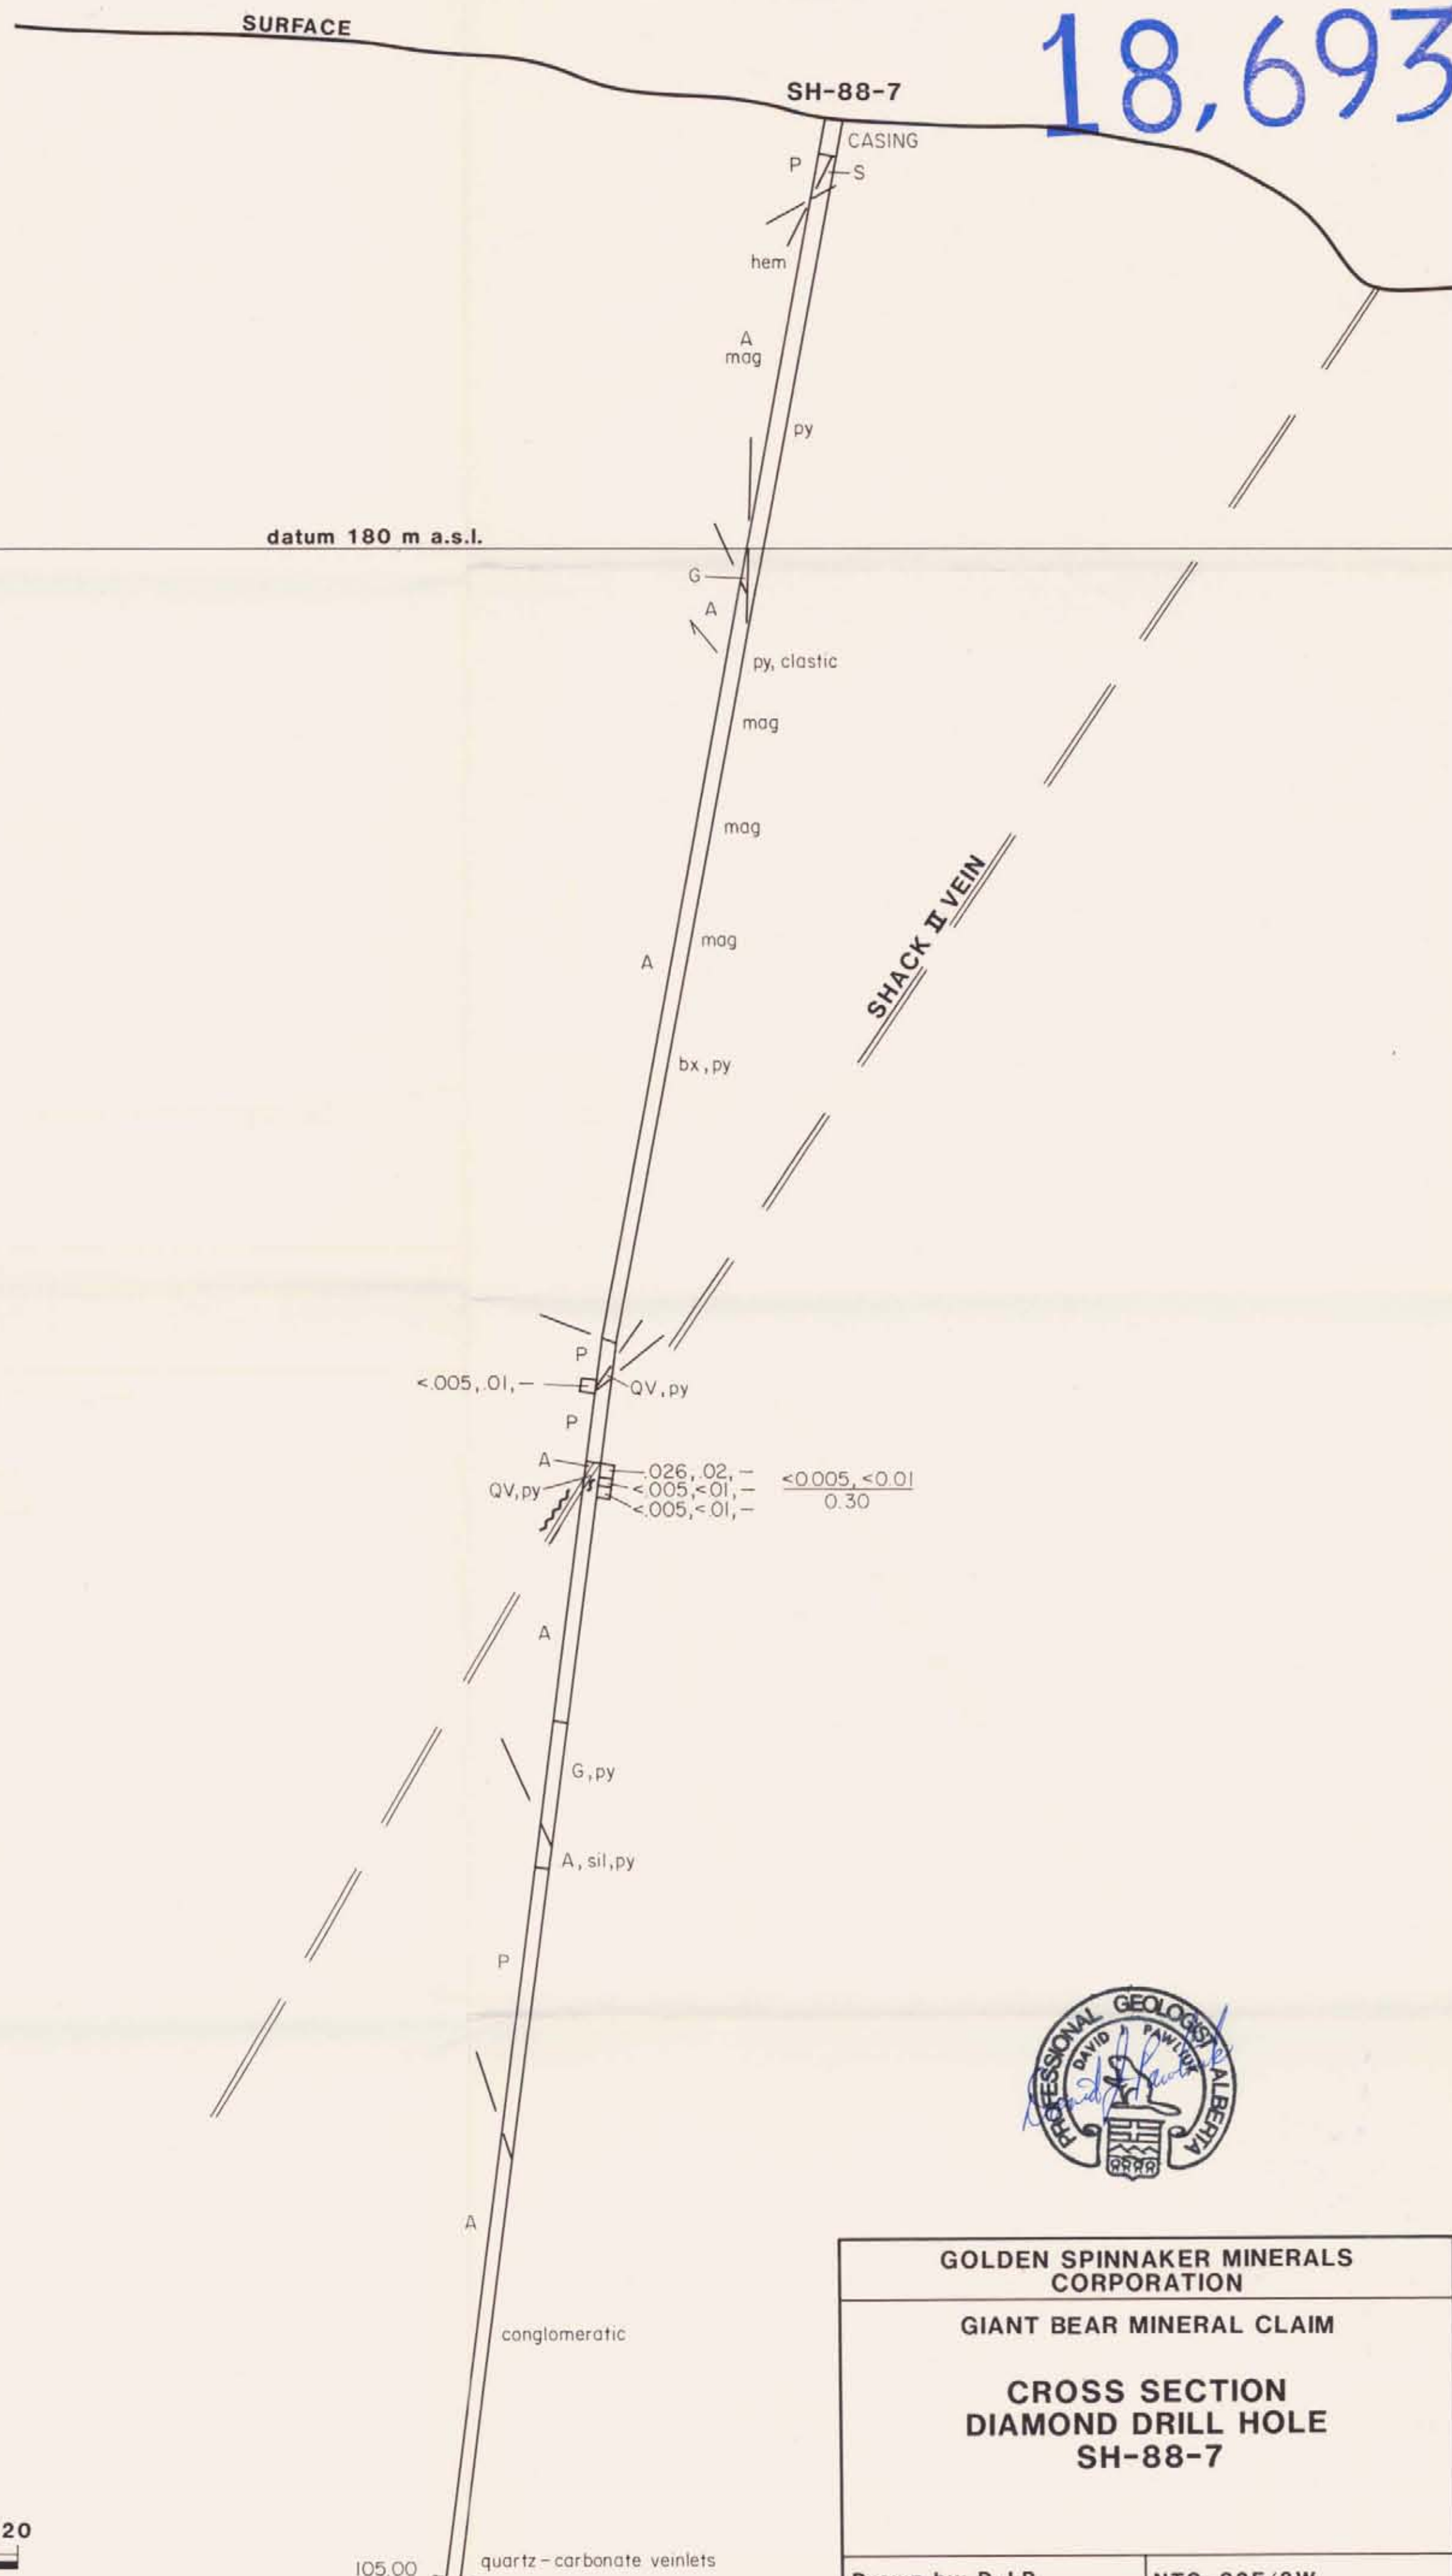 18,693
SURFACE
SH-88-7
CASING
P
S
hem
A
mag
py
datum 180 m a.s.l.
G
A
py, clastic
mag
mag
mag
A
SHACK II VEIN
bx, py
P
<.005,.01,—
QV, py
P
A
QV, py
.026,.02,—
<.005,<.01,—
<.005,<.01,—
<0.005, <0.01
0.30
A
G, py
A, sil, py
P
PROFESSIONAL GEOLOGIST ALBERTA
DAVID J PAWLIUK
A
conglomeratic
GOLDEN SPINNAKER MINERALS
CORPORATION
GIANT BEAR MINERAL CLAIM
CROSS SECTION
DIAMOND DRILL HOLE
SH-88-7
20
105.00
quartz-carbonate veinlets